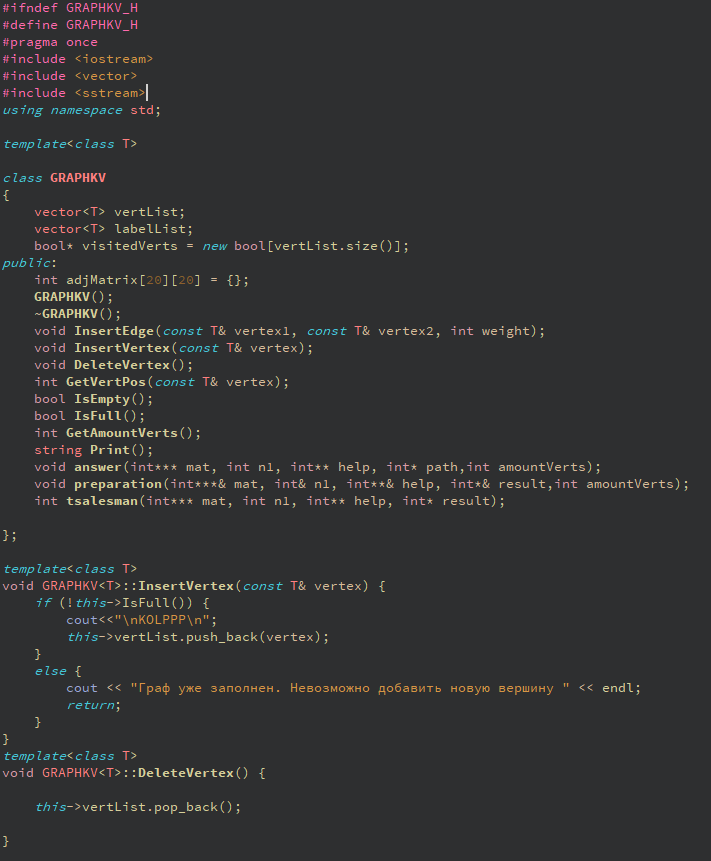 #ifndef GRAPHKV_H
#define GRAPHKV_H
#pragma once
#include <iostream>
#include <vector>
#include <sstream>
using namespace std;
template<class T>
class GRAPHKV
{
    vector<T> vertList;
    vector<T> labelList;
    bool* visitedVerts = new bool[vertList.size()];
public:
    int adjMatrix[20][20] = {};
    GRAPHKV();
    ~GRAPHKV();
    void InsertEdge(const T& vertex1, const T& vertex2, int weight);
    void InsertVertex(const T& vertex);
    void DeleteVertex();
    int GetVertPos(const T& vertex);
    bool IsEmpty();
    bool IsFull();
    int GetAmountVerts();
    string Print();
    void answer(int*** mat, int n1, int** help, int* path,int amountVerts);
    void preparation(int***& mat, int& n1, int**& help, int*& result,int amountVerts);
    int tsalesman(int*** mat, int n1, int** help, int* result);
};
template<class T>
void GRAPHKV<T>::InsertVertex(const T& vertex) {
    if (!this->IsFull()) {
        cout<<"\nKOLPPP\n";
        this->vertList.push_back(vertex);
    }
    else {
        cout << "Граф уже заполнен. Невозможно добавить новую вершину " << endl;
        return;
    }
}
template<class T>
void GRAPHKV<T>::DeleteVertex() {
    this->vertList.pop_back();
}